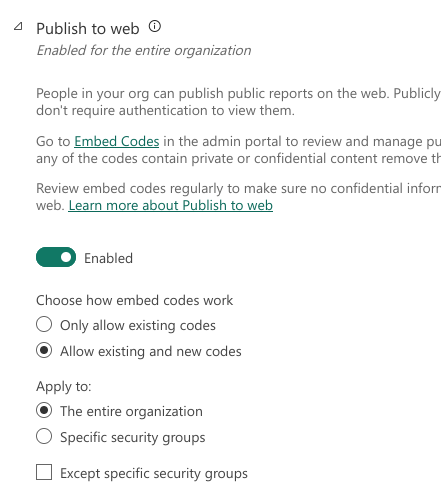 Publish to web
Enabled for the entire organization
People in your org can publish public reports on the web. Publicly
don't require authentication to view them.
Go to Embed Codes in the admin portal to review and manage pu
any of the codes contain private or confidential content remove th
Review embed codes regularly to make sure no confidential inforr
web. Learn more about Publish to web
Enabled
Choose how embed codes work
Only allow existing codes
Allow existing and new codes
Apply to:
The entire organization
Specific security groups
Except specific security groups